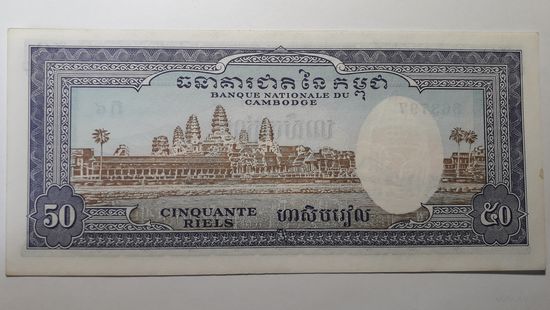 ធនាគារជាតិនៃកម្ពុជា
BANQUE NATIONALE DU
CAMBODGE
CINQUANTE
RIELS
ហាសិបរៀល
50
៥០